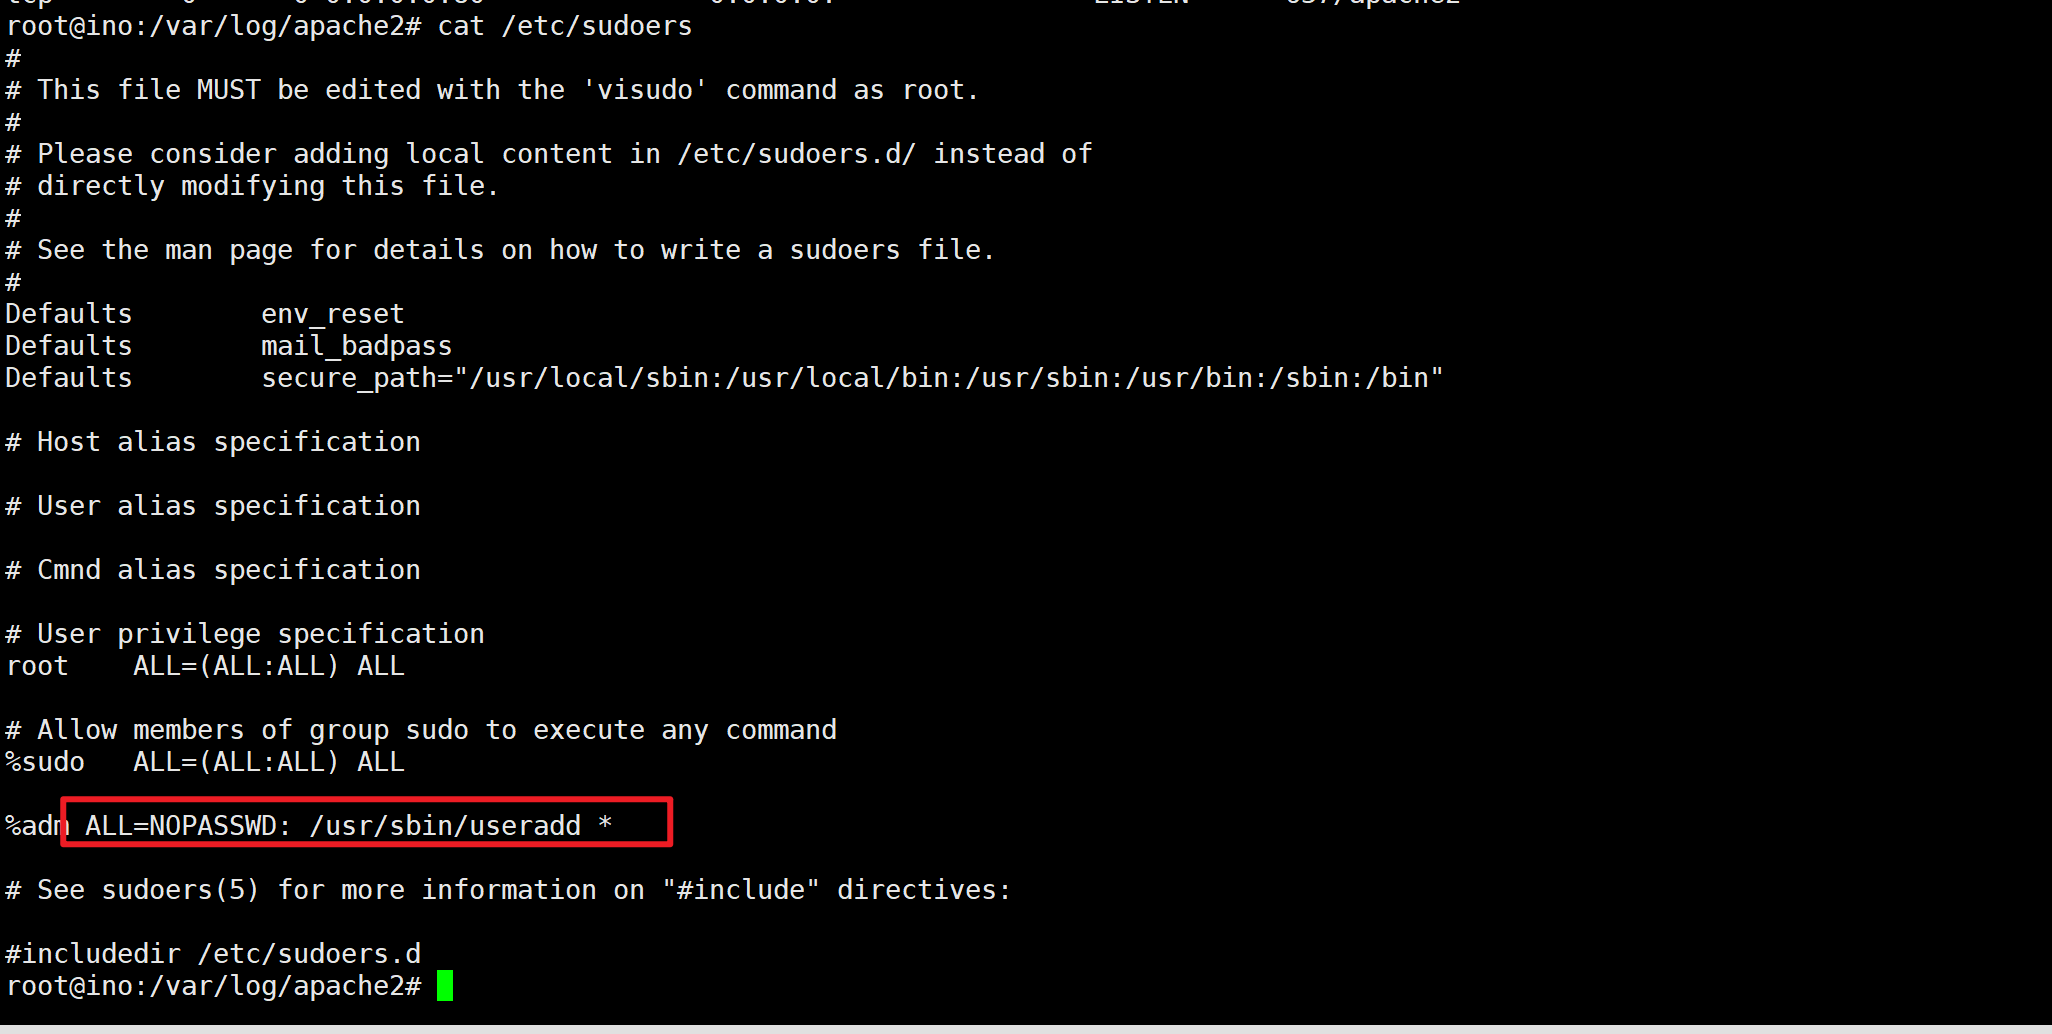 root@ino:/var/log/apache2# cat /etc/sudoers
#
# This file MUST be edited with the 'visudo' command as root.
#
# Please consider adding local content in /etc/sudoers.d/ instead of
# directly modifying this file.
#
# See the man page for details on how to write a sudoers file.
#
Defaults        env_reset
Defaults        mail_badpass
Defaults        secure_path="/usr/local/sbin:/usr/local/bin:/usr/sbin:/usr/bin:/sbin:/bin"
# Host alias specification
# User alias specification
# Cmnd alias specification
# User privilege specification
root    ALL=(ALL:ALL) ALL
# Allow members of group sudo to execute any command
%sudo   ALL=(ALL:ALL) ALL
%adm ALL=NOPASSWD: /usr/sbin/useradd *
# See sudoers(5) for more information on "#include" directives:
#includedir /etc/sudoers.d
root@ino:/var/log/apache2#